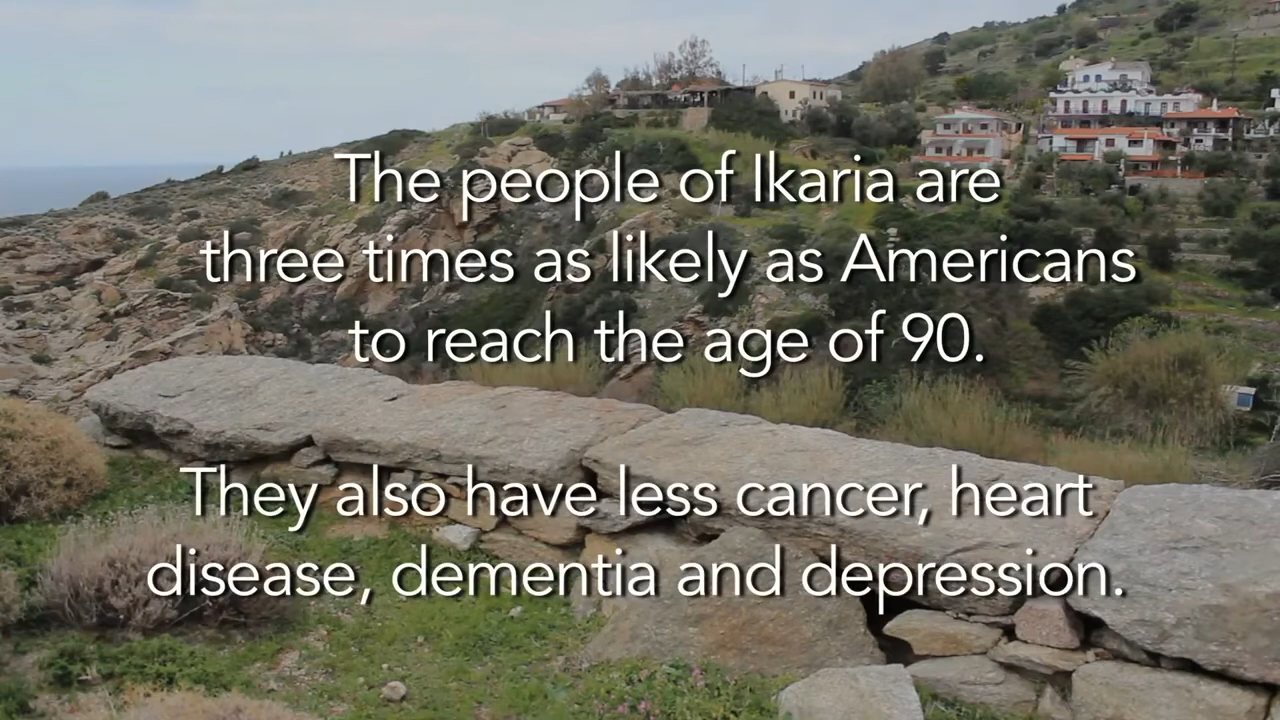 The people of Ikaria are
three times as likely as Americans
to reach the age of 90.
They also have less cancer, heart
disease, dementia and depression.